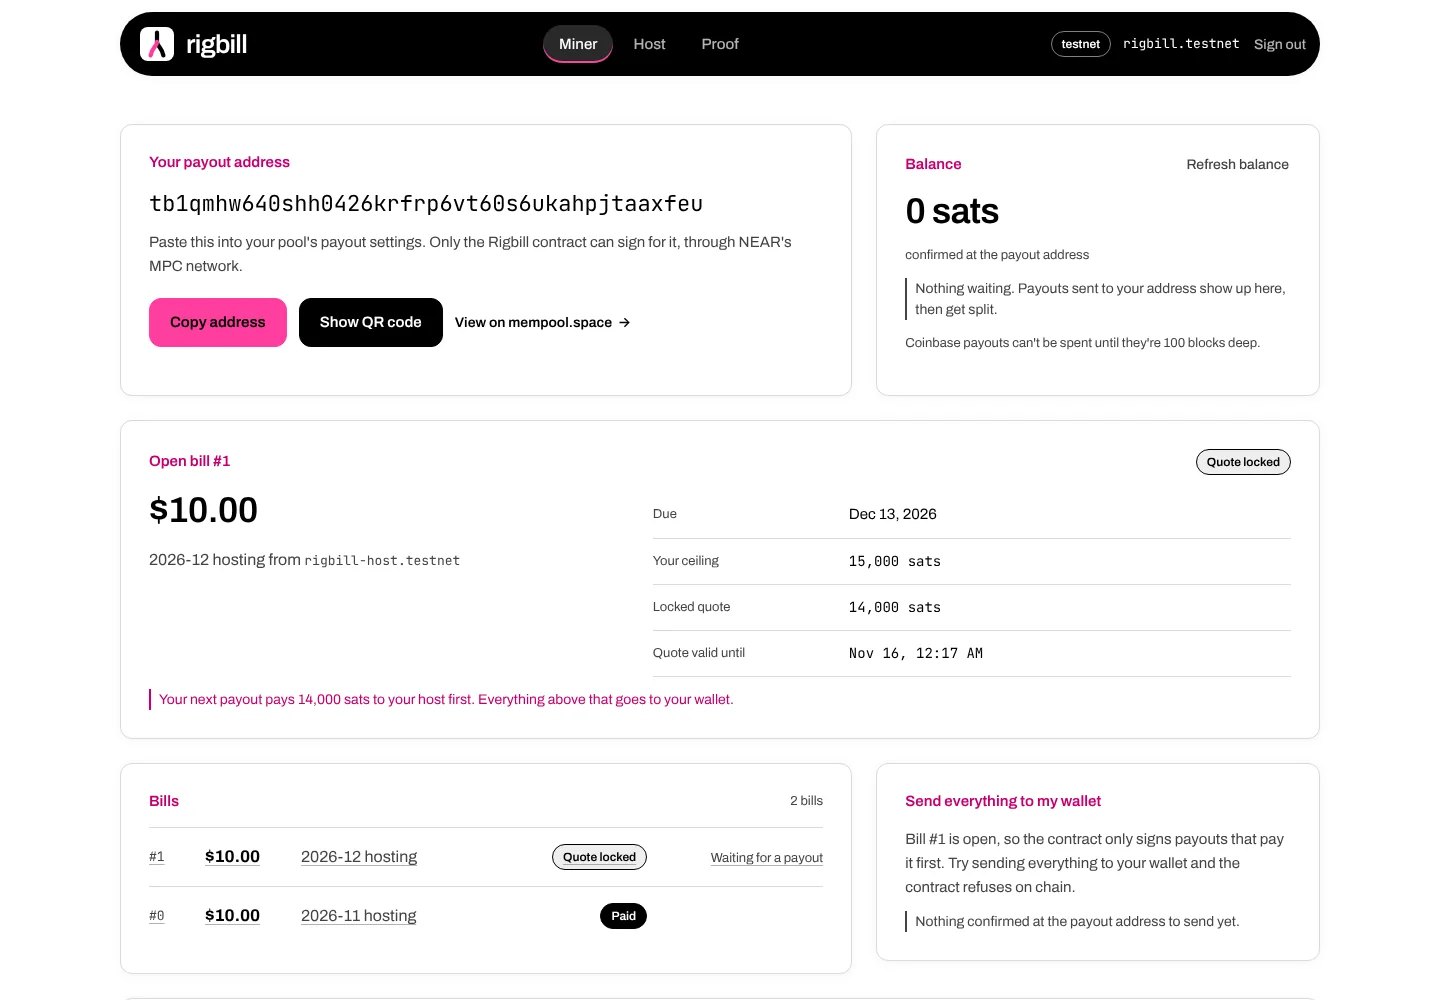 rigbill
Miner
Host
Proof
testnet
rigbill.testnet
Sign out
Your payout address
tb1qmhw640shh0426krfrp6vt60s6ukahpjtaaxfeu
Paste this into your pool's payout settings. Only the Rigbill contract can sign for it, through NEAR's
MPC network.
Copy address
Show QR code
View on mempool.space →
Balance
Refresh balance
0 sats
confirmed at the payout address
Nothing waiting. Payouts sent to your address show up here,
then get split.
Coinbase payouts can't be spent until they're 100 blocks deep.
Open bill #1
Quote locked
$10.00
2026-12 hosting from rigbill-host.testnet
Due Dec 13, 2026
Your ceiling 15,000 sats
Locked quote 14,000 sats
Quote valid until Nov 16, 12:17 AM
Your next payout pays 14,000 sats to your host first. Everything above that goes to your wallet.
Bills
2 bills
#1 $10.00 2026-12 hosting Quote locked Waiting for a payout
#0 $10.00 2026-11 hosting Paid
Send everything to my wallet
Bill #1 is open, so the contract only signs payouts that pay
it first. Try sending everything to your wallet and the
contract refuses on chain.
Nothing confirmed at the payout address to send yet.